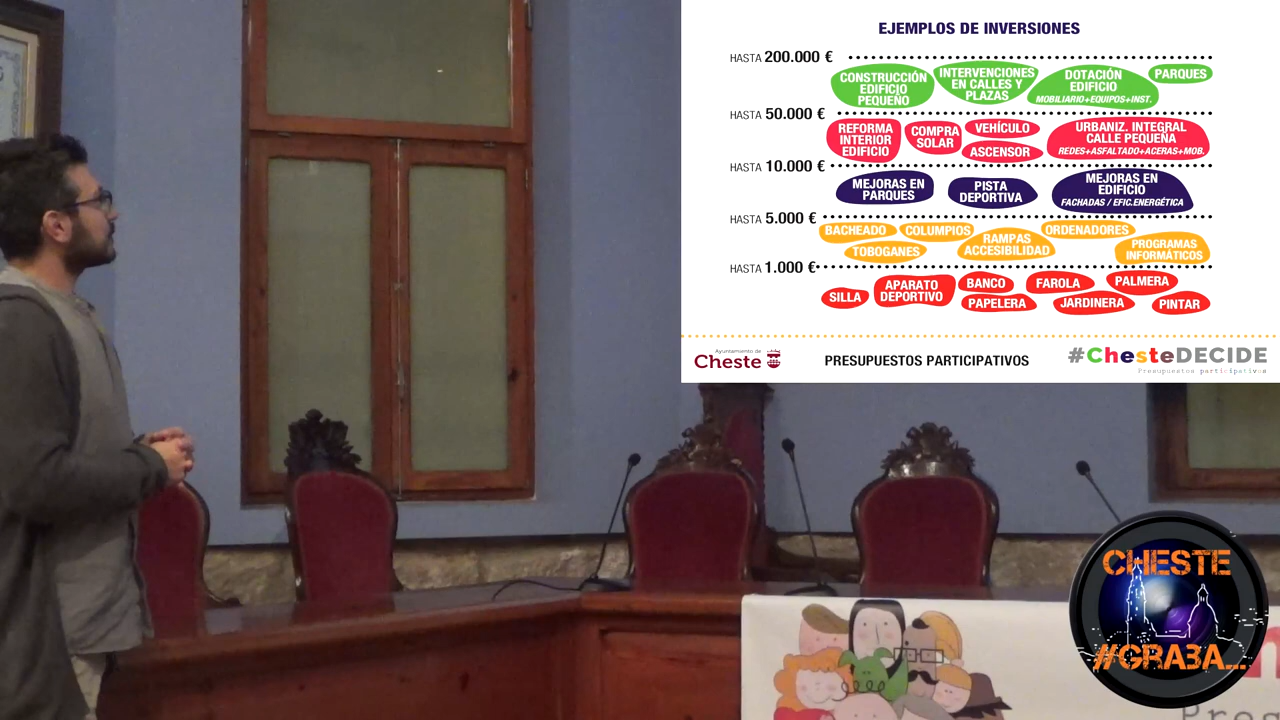 EJEMPLOS DE INVERSIONES
HASTA 200.000 €
CONSTRUCCIÓN
EDIFICIO
PEQUEÑO
INTERVENCIONES
EN CALLES Y
PLAZAS
DOTACIÓN
EDIFICIO
MOBILIARIO+EQUIPOS+INST.
PARQUES
HASTA 50.000 €
REFORMA
INTERIOR
EDIFICIO
COMPRA
SOLAR
VEHÍCULO
ASCENSOR
URBANIZ. INTEGRAL
CALLE PEQUEÑA
REDES+ASFALTADO+ACERAS+MOB.
HASTA 10.000 €
MEJORAS EN
PARQUES
PISTA
DEPORTIVA
MEJORAS EN
EDIFICIO
FACHADAS / EFIC.ENERGÉTICA
HASTA 5.000 €
BACHEADO
COLUMPIOS
TOBOGANES
RAMPAS
ACCESIBILIDAD
ORDENADORES
PROGRAMAS
INFORMÁTICOS
HASTA 1.000 €
SILLA
APARATO
DEPORTIVO
BANCO
PAPELERA
FAROLA
JARDINERA
PALMERA
PINTAR
Ayuntamiento de
Cheste
PRESUPUESTOS PARTICIPATIVOS
#ChesteDECIDE
Presupuestos participativos
CHESTE
#GRABA...